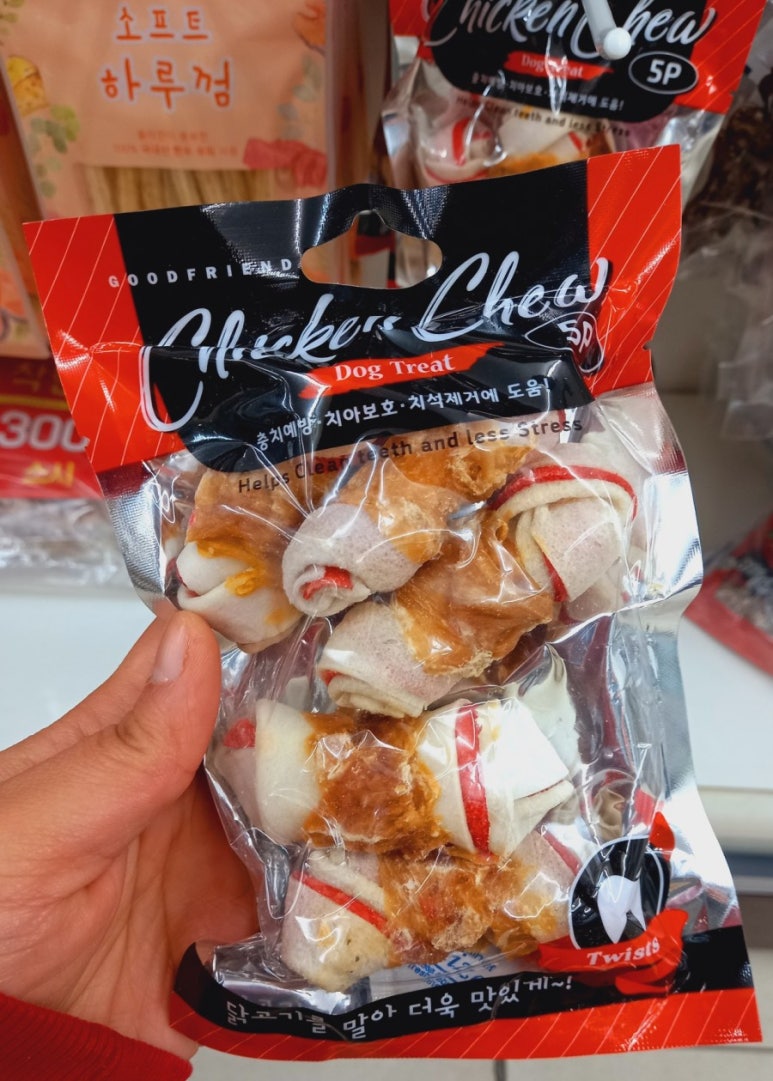 소프트
하루껌
Chicken Chew
Dog Treat
5P
GOODFRIEND
Chicken Chew
5P
Dog Treat
충치예방·치아보호·치석제거에 도움!
Helps Clean teeth and less Stress
300
Twists
닭고기를 말아 더욱 맛있게~!